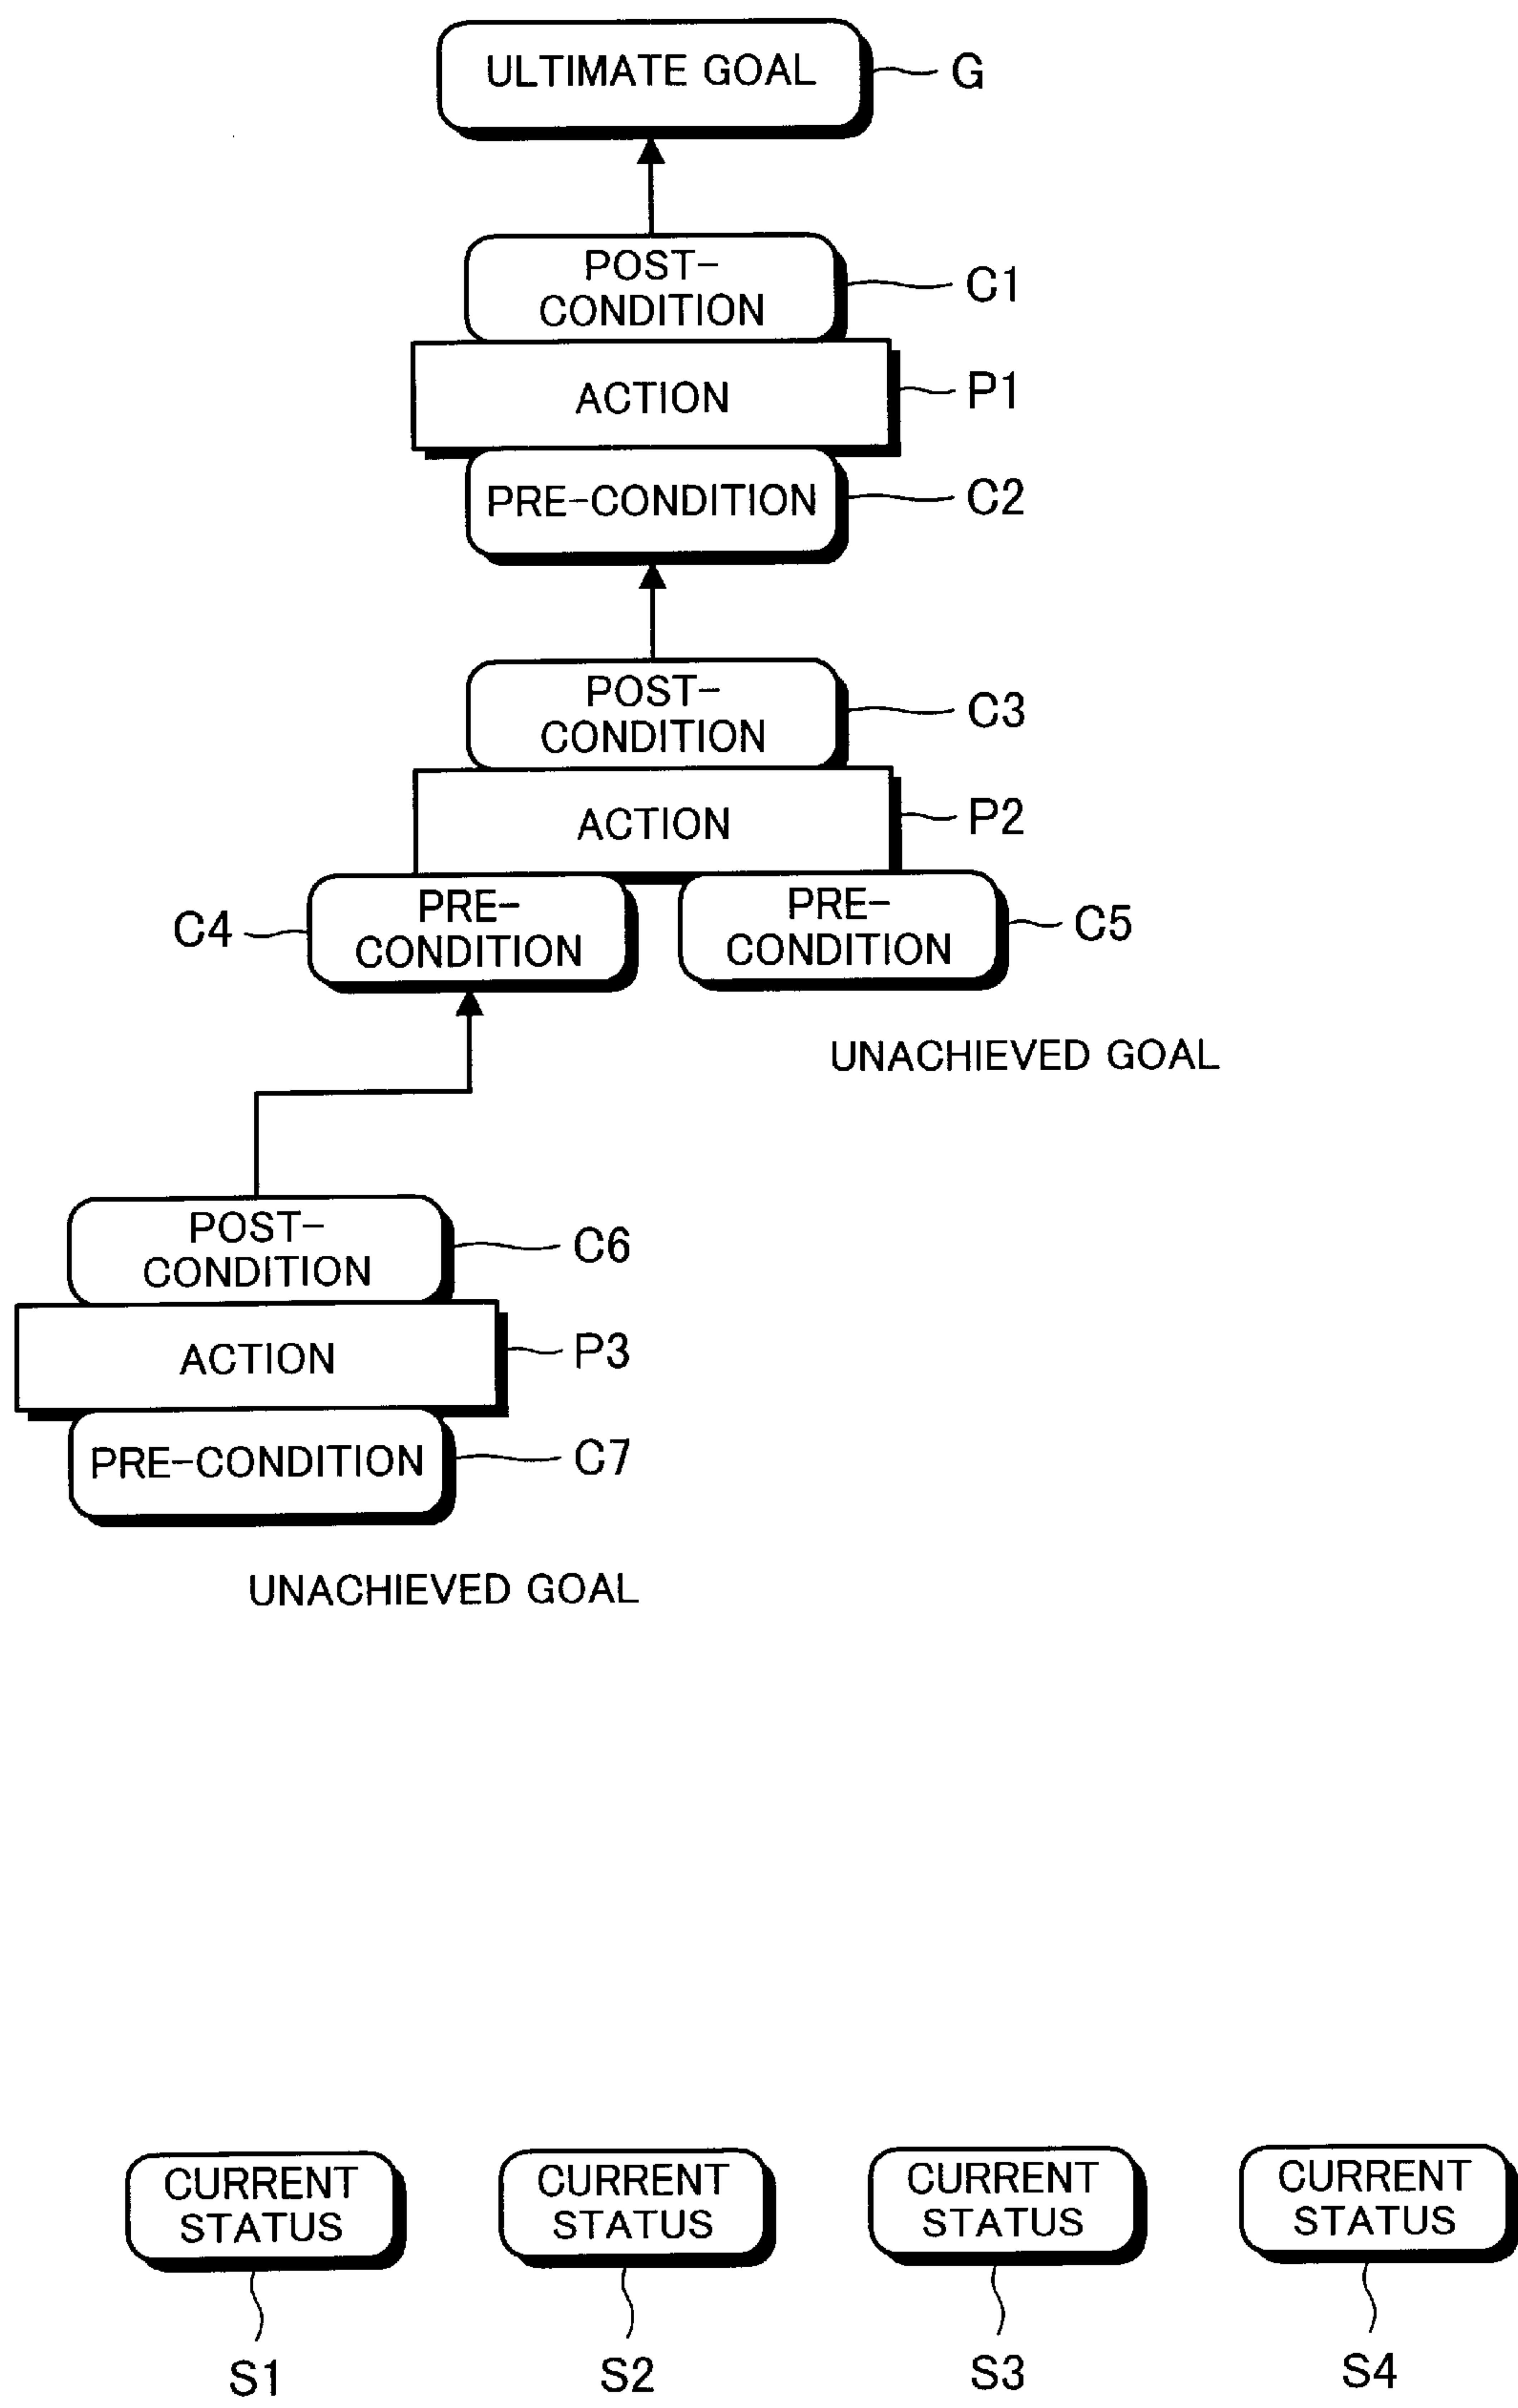 ULTIMATE GOAL
G
POST-
CONDITION
C1
ACTION
P1
PRE-CONDITION
C2
POST-
CONDITION
C3
ACTION
P2
C4
PRE-
CONDITION
PRE-
CONDITION
C5
UNACHIEVED GOAL
POST-
CONDITION
C6
ACTION
P3
PRE-CONDITION
C7
UNACHIEVED GOAL
CURRENT
STATUS
S1
CURRENT
STATUS
S2
CURRENT
STATUS
S3
CURRENT
STATUS
S4